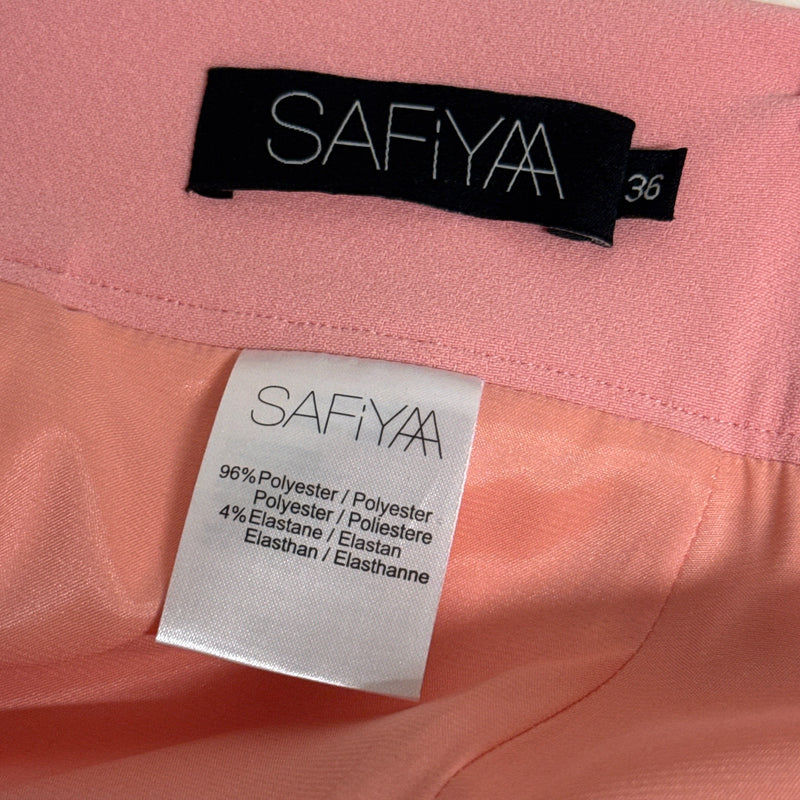 SAFiYAA
36
SAFiYAA
96% Polyester / Polyester
Polyester / Poliestere
4% Elastane / Elastan
Elasthan / Elasthanne